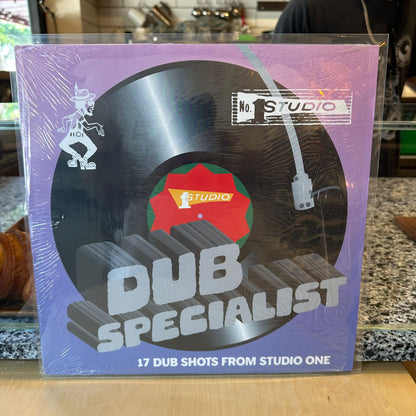 No. 1 STUDIO
1 STUDIO
DUB
SPECIALIST
17 DUB SHOTS FROM STUDIO ONE